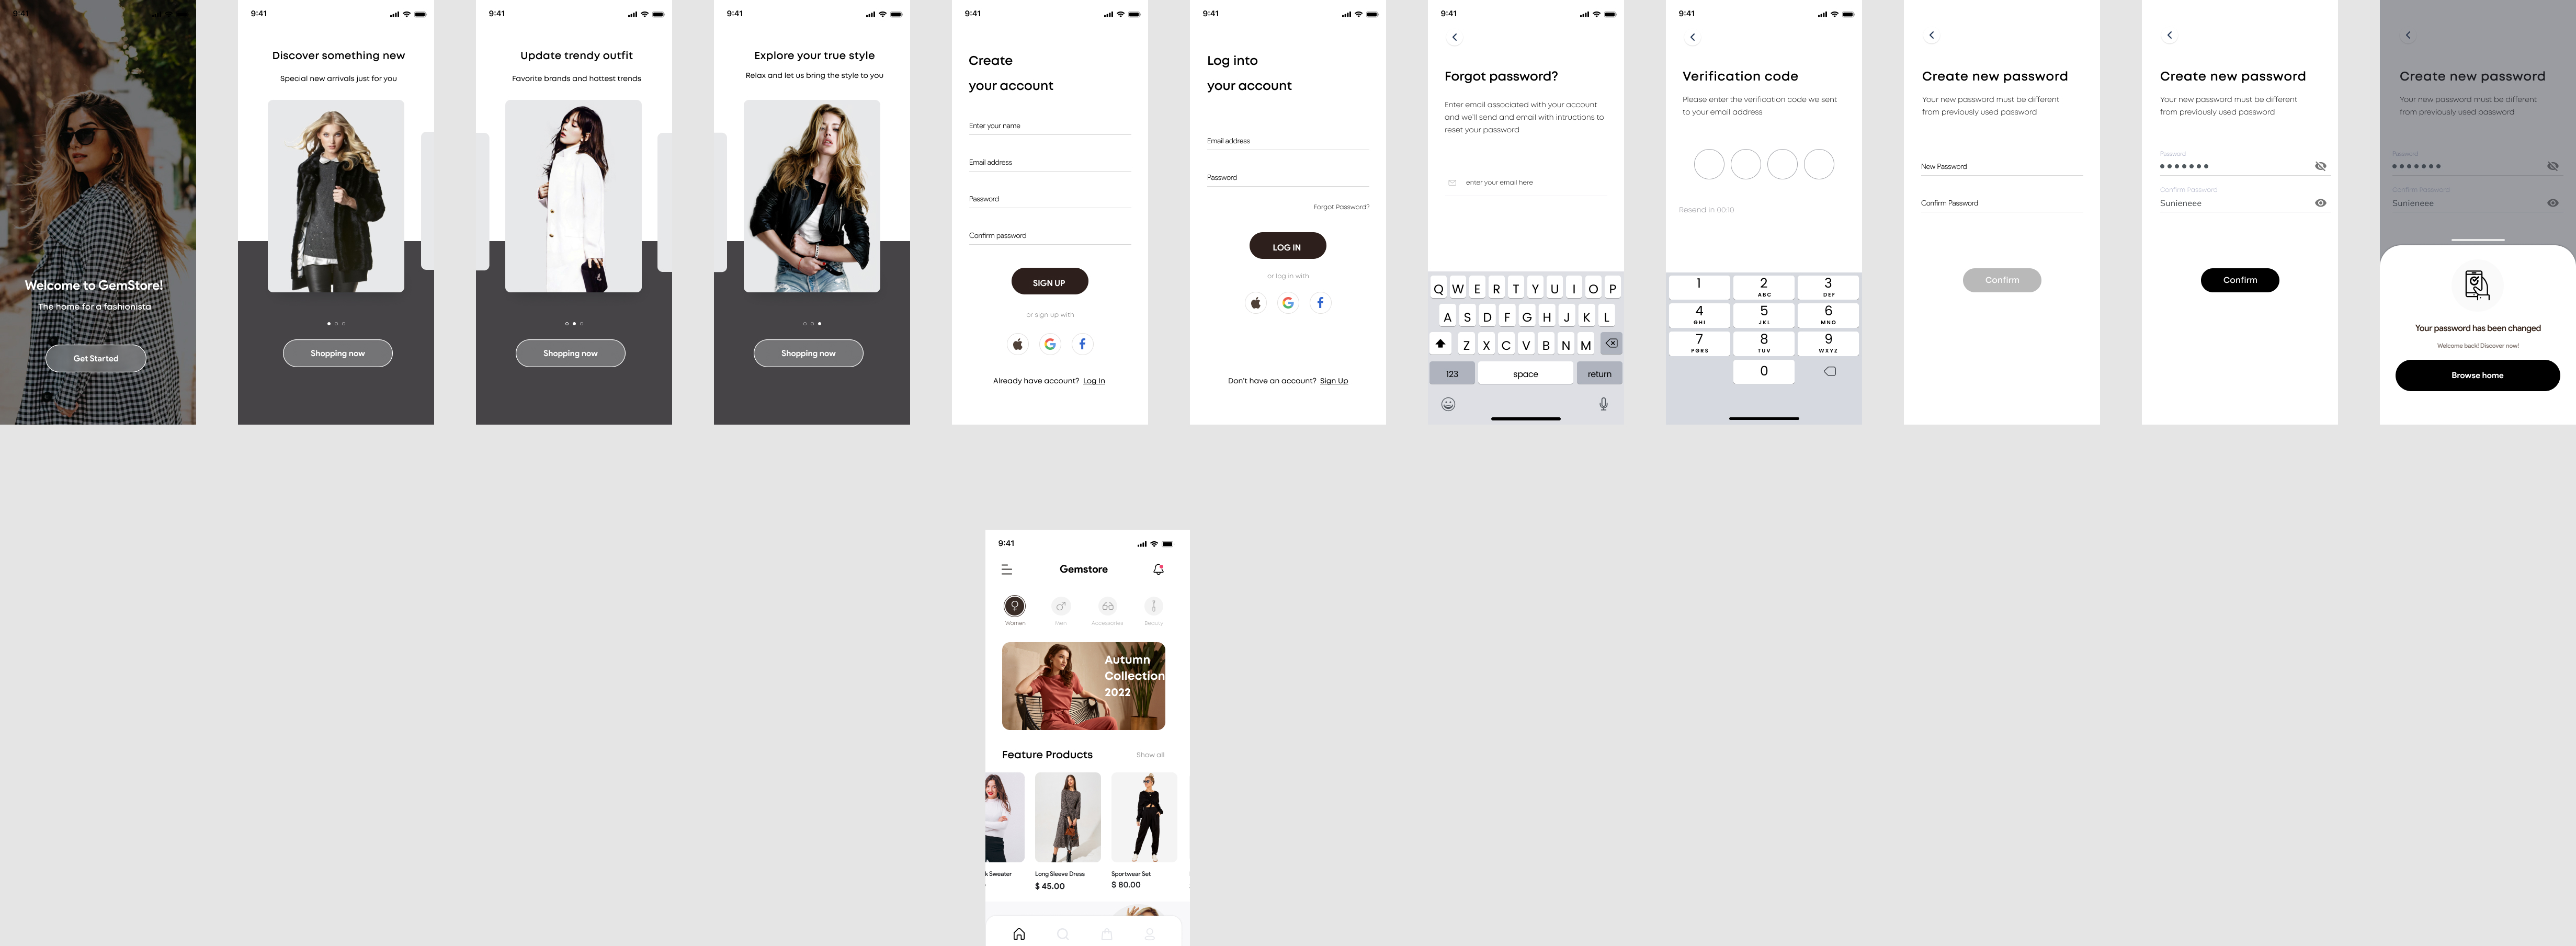 9:41
Welcome to GemStore!
The home for a fashionista
Get Started
9:41
Discover something new
Special new arrivals just for you
Shopping now
9:41
Update trendy outfit
Favorite brands and hottest trends
Shopping now
9:41
Explore your true style
Relax and let us bring the style to you
Shopping now
9:41
Create
your account
Enter your name
Email address
Password
Confirm password
SIGN UP
or sign up with
Already have account? Log In
9:41
Log into
your account
Email address
Password
Forgot Password?
LOG IN
or log in with
Don't have an account? Sign Up
9:41
Forgot password?
Enter email associated with your account
and we'll send and email with intructions to
reset your password
enter your email here
Q W E R T Y U I O P
A S D F G H J K L
Z X C V B N M
123 space return
9:41
Verification code
Please enter the verification code we sent
to your email address
Resend in 00:10
1 2 3
ABC DEF
4 5 6
GHI JKL MNO
7 8 9
PGRS TUV WXYZ
0
Create new password
Your new password must be different
from previously used password
New Password
Confirm Password
Confirm
Create new password
Your new password must be different
from previously used password
Password
Confirm Password
Sunieneee
Confirm
Create new password
Your new password must be different
from previously used password
Password
Confirm Password
Sunieneee
Your password has been changed
Welcome back! Discover now!
Browse home
9:41
Gemstore
Women Men Accessories Beauty
Autumn
Collection
2022
Feature Products Show all
k Sweater Long Sleeve Dress Sportwear Set
$ 45.00 $ 80.00